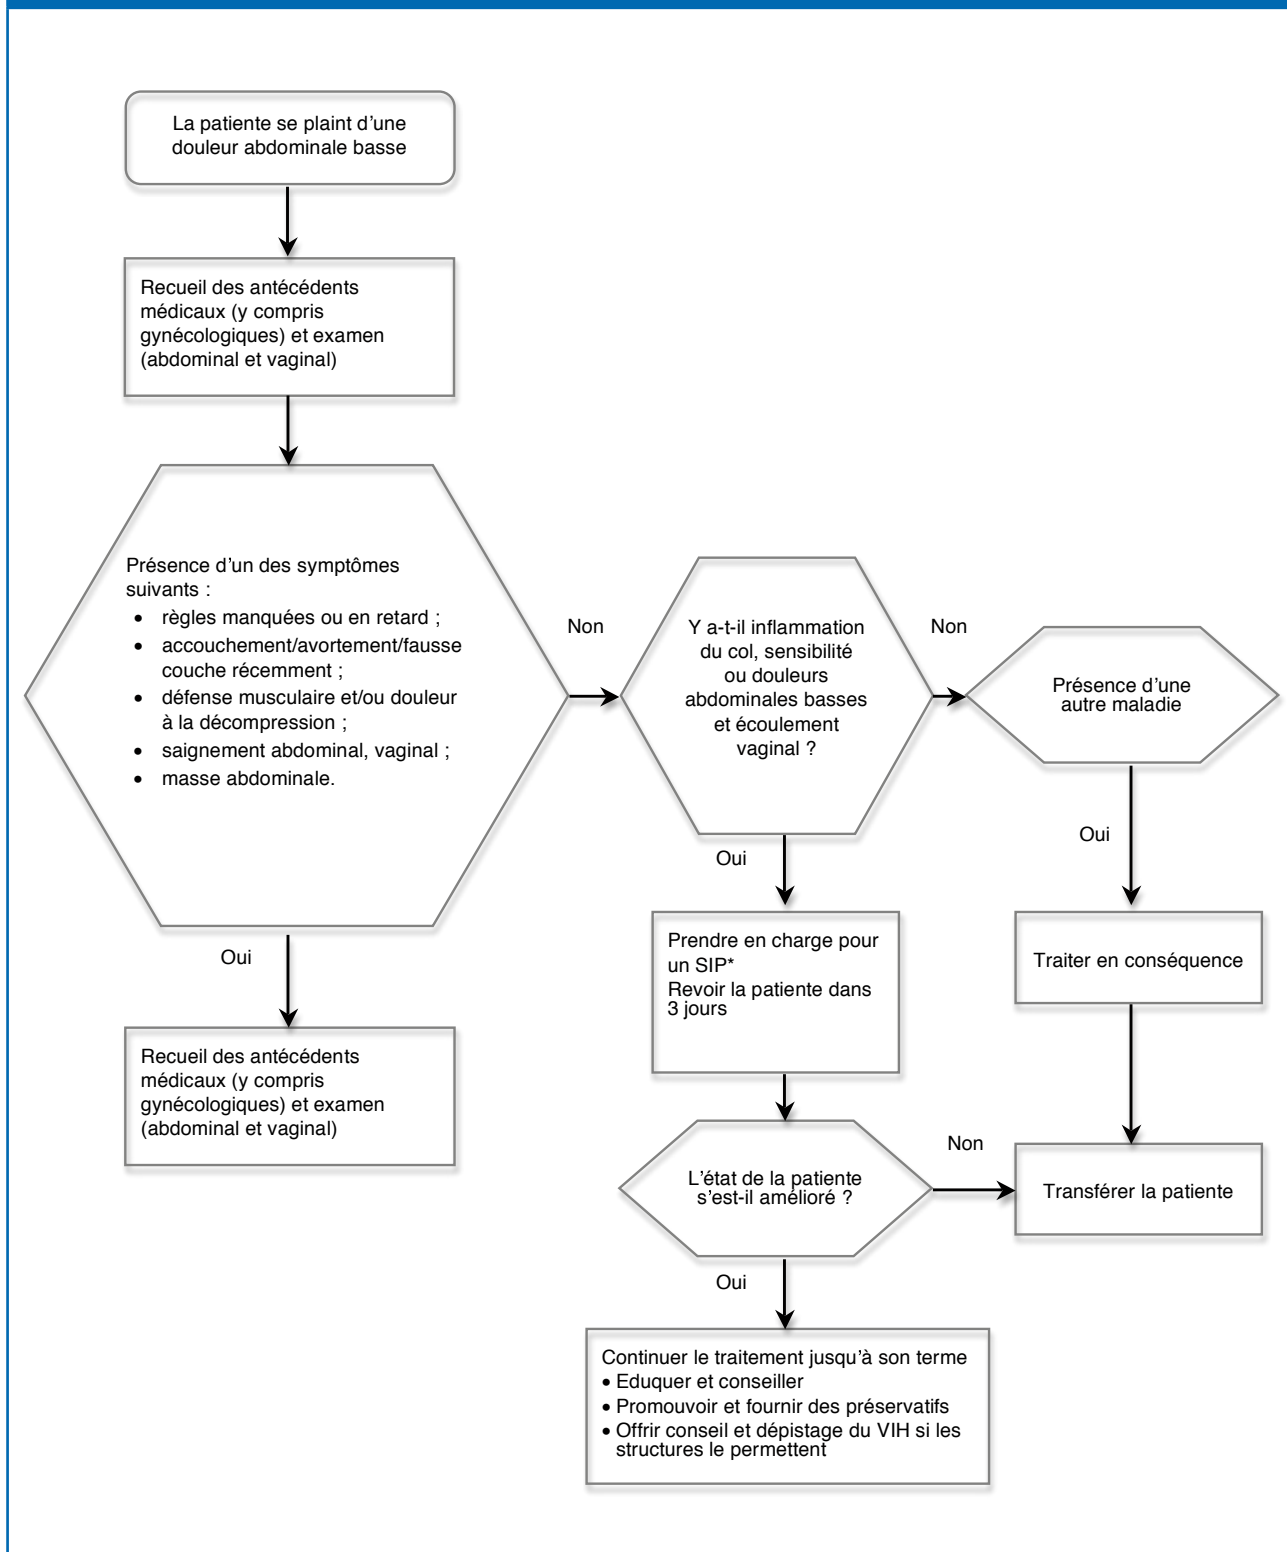 La patiente se plaint d’une
douleur abdominale basse
Recueil des antécédents
médicaux (y compris
gynécologiques) et examen
(abdominal et vaginal)
Présence d’un des symptômes
suivants :
• règles manquées ou en retard ;
• accouchement/avortement/fausse
couche récemment ;
• défense musculaire et/ou douleur
à la décompression ;
• saignement abdominal, vaginal ;
• masse abdominale.
Non
Y a-t-il inflammation
du col, sensibilité
ou douleurs
abdominales basses
et écoulement
vaginal ?
Non
Présence d’une
autre maladie
Oui
Recueil des antécédents
médicaux (y compris
gynécologiques) et examen
(abdominal et vaginal)
Oui
Prendre en charge pour
un SIP*
Revoir la patiente dans
3 jours
Oui
Traiter en conséquence
L’état de la patiente
s’est-il amélioré ?
Non
Transférer la patiente
Oui
Continuer le traitement jusqu’à son terme
• Eduquer et conseiller
• Promouvoir et fournir des préservatifs
• Offrir conseil et dépistage du VIH si les
structures le permettent